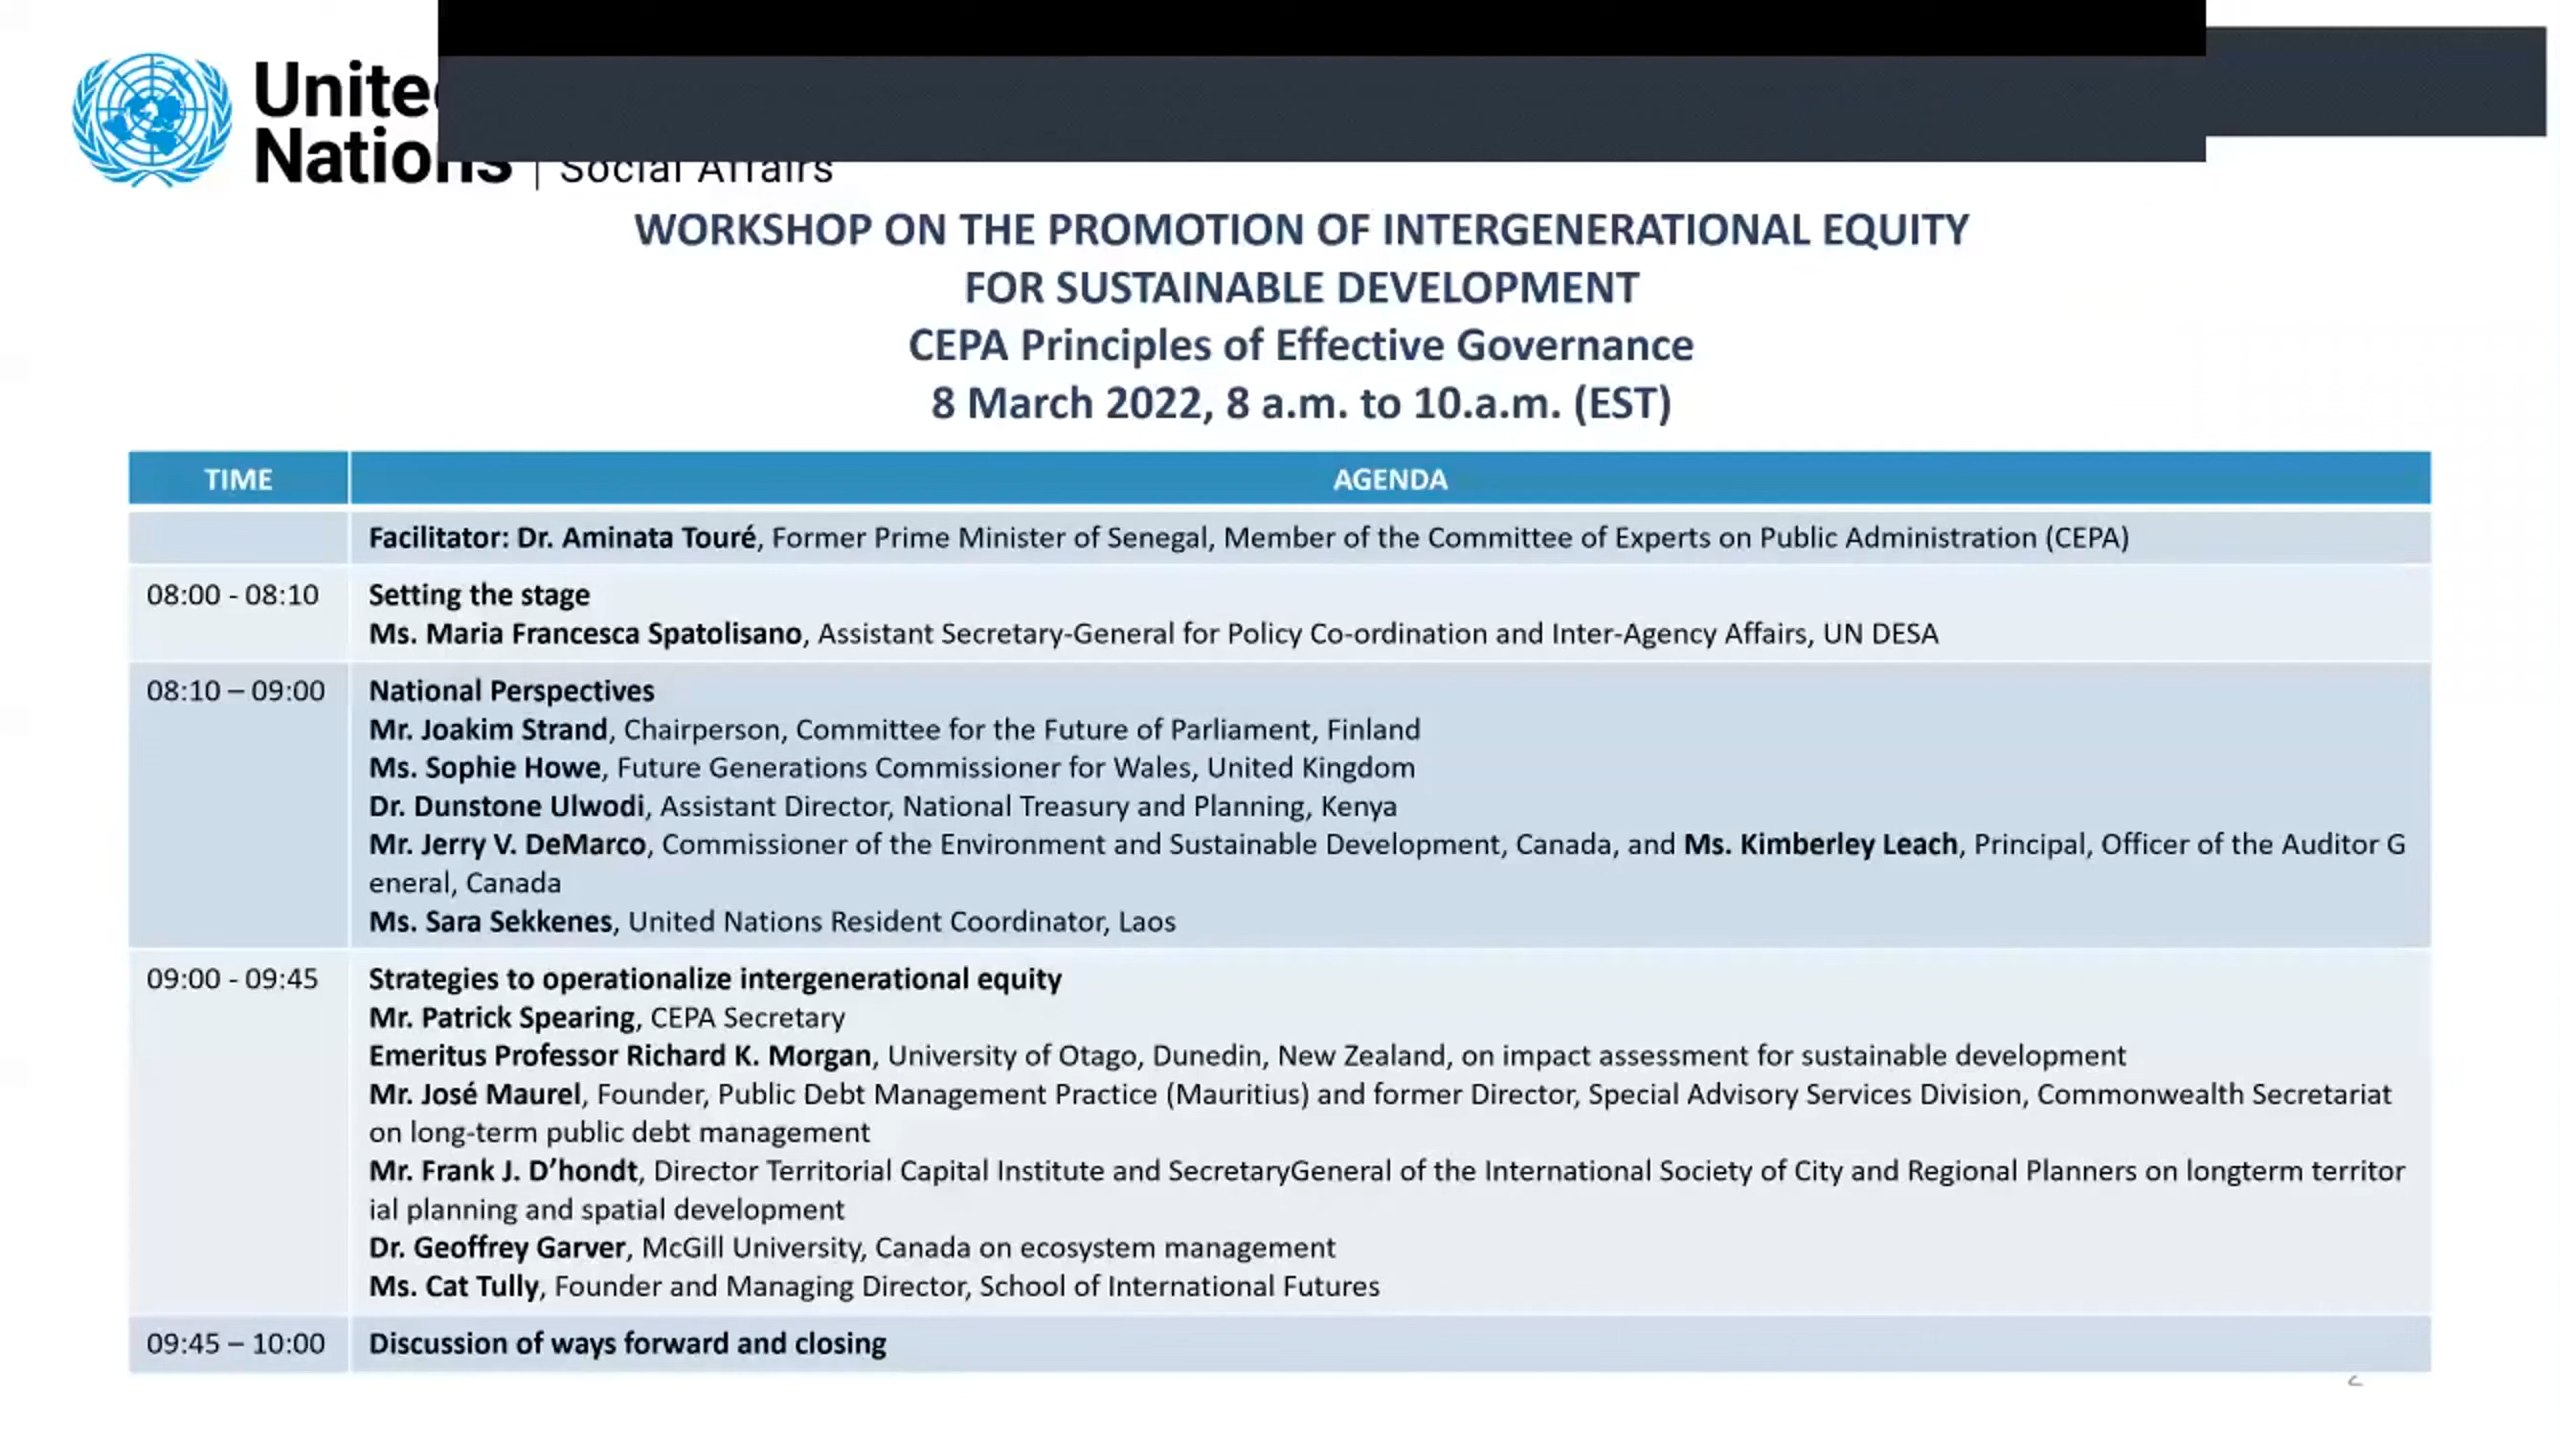 United
Nations | Social Affairs
WORKSHOP ON THE PROMOTION OF INTERGENERATIONAL EQUITY
FOR SUSTAINABLE DEVELOPMENT
CEPA Principles of Effective Governance
8 March 2022, 8 a.m. to 10.a.m. (EST)
TIME AGENDA
Facilitator: Dr. Aminata Touré, Former Prime Minister of Senegal, Member of the Committee of Experts on Public Administration (CEPA)
08:00 - 08:10 Setting the stage
Ms. Maria Francesca Spatolisano, Assistant Secretary-General for Policy Co-ordination and Inter-Agency Affairs, UN DESA
08:10 – 09:00 National Perspectives
Mr. Joakim Strand, Chairperson, Committee for the Future of Parliament, Finland
Ms. Sophie Howe, Future Generations Commissioner for Wales, United Kingdom
Dr. Dunstone Ulwodi, Assistant Director, National Treasury and Planning, Kenya
Mr. Jerry V. DeMarco, Commissioner of the Environment and Sustainable Development, Canada, and Ms. Kimberley Leach, Principal, Officer of the Auditor G
eneral, Canada
Ms. Sara Sekkenes, United Nations Resident Coordinator, Laos
09:00 - 09:45 Strategies to operationalize intergenerational equity
Mr. Patrick Spearing, CEPA Secretary
Emeritus Professor Richard K. Morgan, University of Otago, Dunedin, New Zealand, on impact assessment for sustainable development
Mr. José Maurel, Founder, Public Debt Management Practice (Mauritius) and former Director, Special Advisory Services Division, Commonwealth Secretariat
on long-term public debt management
Mr. Frank J. D’hondt, Director Territorial Capital Institute and SecretaryGeneral of the International Society of City and Regional Planners on longterm territor
ial planning and spatial development
Dr. Geoffrey Garver, McGill University, Canada on ecosystem management
Ms. Cat Tully, Founder and Managing Director, School of International Futures
09:45 – 10:00 Discussion of ways forward and closing